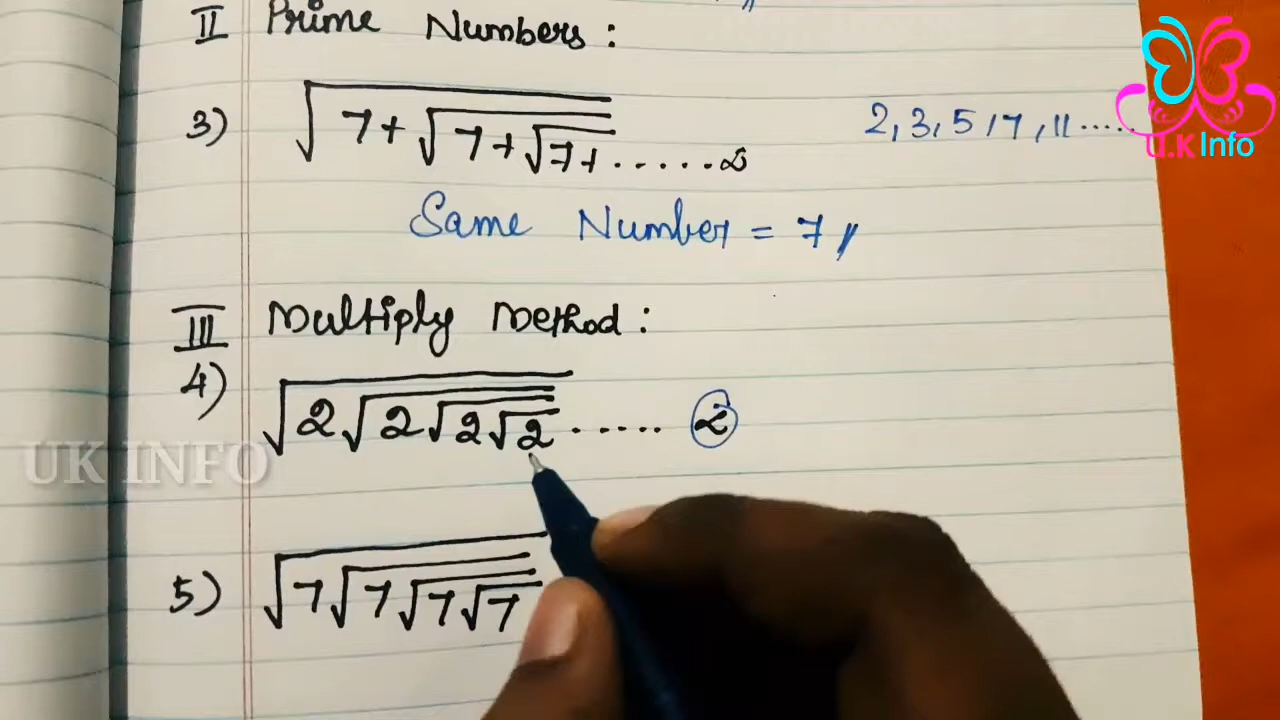 II Prime Numbers :
3) √7+√7+√7+.....∞
2, 3, 5, 7, 11 .....
U.K Info
Same Number = 7//
III Multiply Method :
4) √2√2√2√2 ..... ∞
UK INFO
5) √7√7√7√7